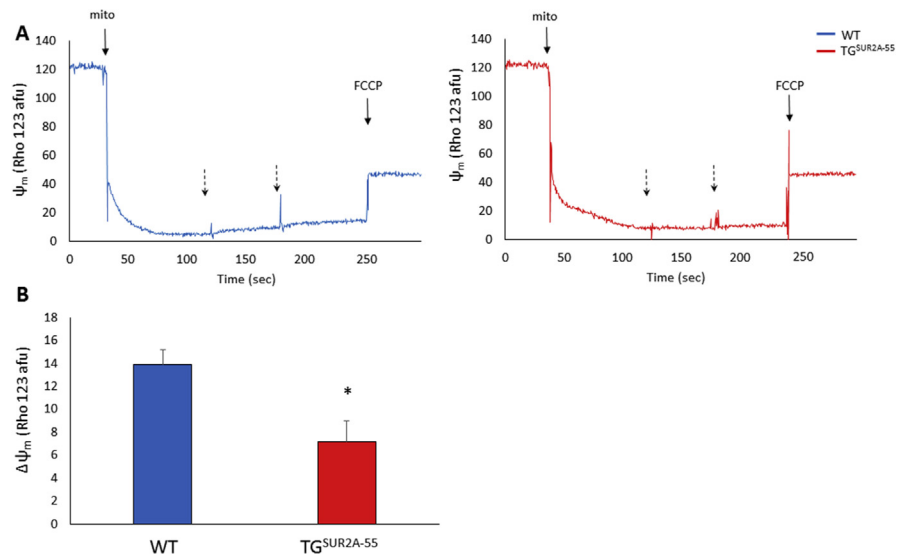 A
mito
FCCP
ψm (Rho 123 afu)
140
120
100
80
60
40
20
0
0 50 100 150 200 250
Time (sec)
mito
WT
TGSUR2A-55
FCCP
ψm (Rho 123 afu)
140
120
100
80
60
40
20
0
0 50 100 150 200 250
Time (sec)
B
Δ ψm (Rho 123 afu)
18
16
14
12
10
8
6
4
2
0
*
WT TGSUR2A-55